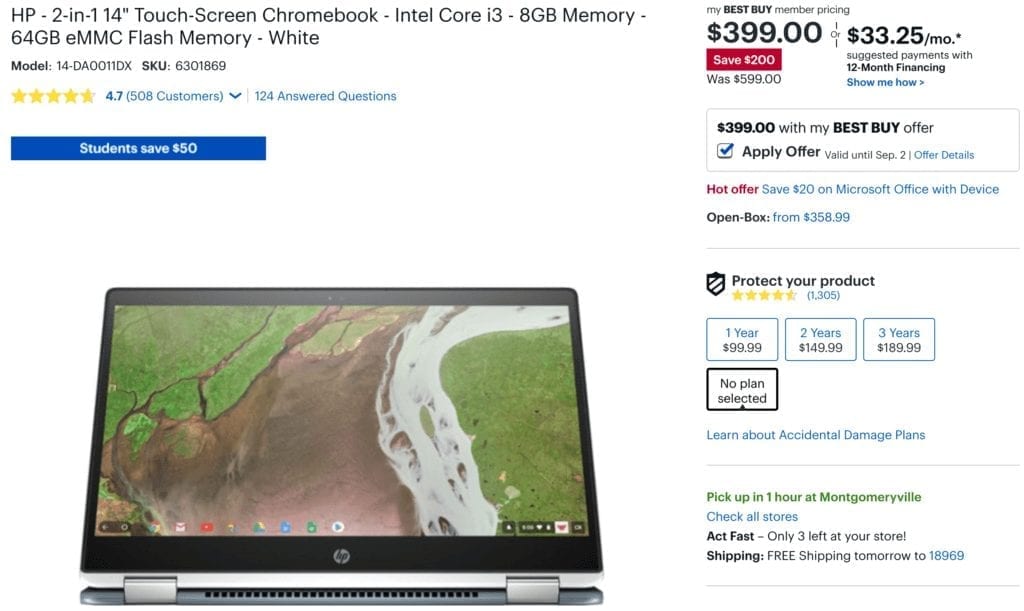 HP - 2-in-1 14" Touch-Screen Chromebook - Intel Core i3 - 8GB Memory -
64GB eMMC Flash Memory - White
Model: 14-DA0011DX SKU: 6301869
4.7 (508 Customers) 124 Answered Questions
Students save $50
hp
my BEST BUY member pricing
$399.00
Or
$33.25/mo.*
Save $200
Was $599.00
suggested payments with
12-Month Financing
Show me how >
$399.00 with my BEST BUY offer
Apply Offer Valid until Sep. 2 | Offer Details
Hot offer Save $20 on Microsoft Office with Device
Open-Box: from $358.99
Protect your product
(1,305)
1 Year
$99.99
2 Years
$149.99
3 Years
$189.99
No plan
selected
Learn about Accidental Damage Plans
Pick up in 1 hour at Montgomeryville
Check all stores
Act Fast – Only 3 left at your store!
Shipping: FREE Shipping tomorrow to 18969